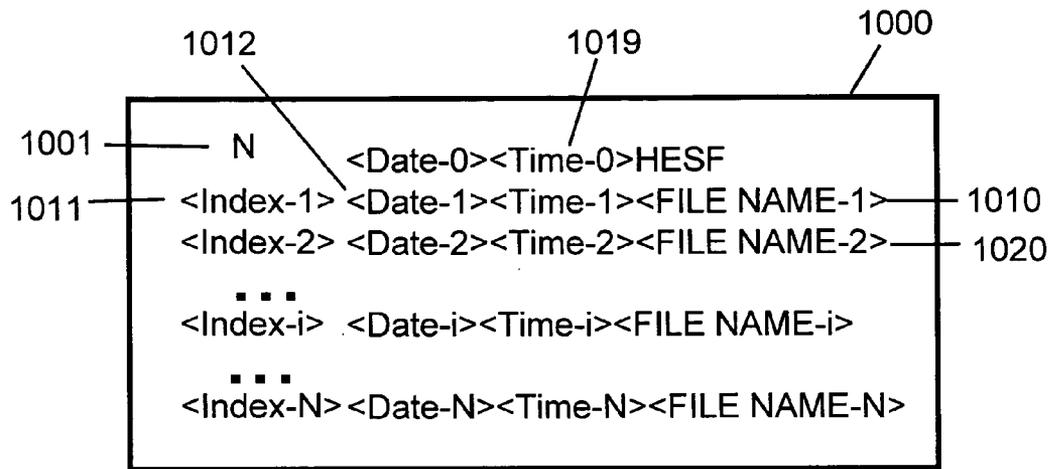 1012 1019 1000
1001 N <Date-0><Time-0>HESF
1011 <Index-1> <Date-1><Time-1><FILE NAME-1> 1010
<Index-2> <Date-2><Time-2><FILE NAME-2> 1020
...
<Index-i> <Date-i><Time-i><FILE NAME-i>
...
<Index-N> <Date-N><Time-N><FILE NAME-N>